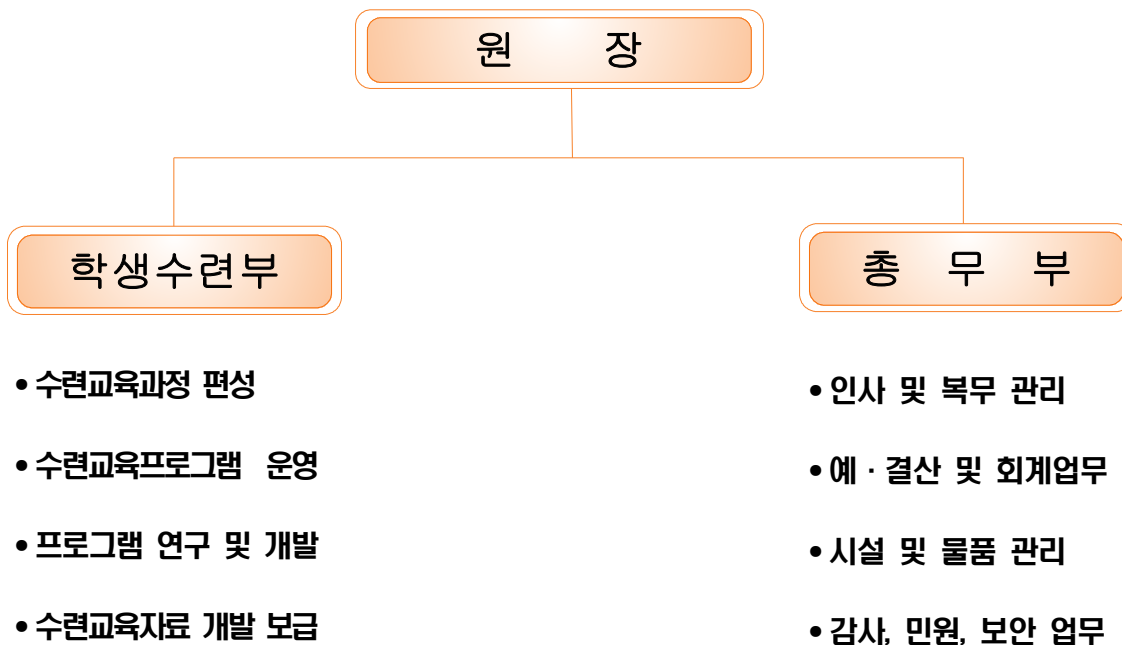 원 장
학생수련부
• 수련교육과정 편성
• 수련교육프로그램 운영
• 프로그램 연구 및 개발
• 수련교육자료 개발 보급
총 무 부
• 인사 및 복무 관리
• 예 · 결산 및 회계업무
• 시설 및 물품 관리
• 감사, 민원, 보안 업무